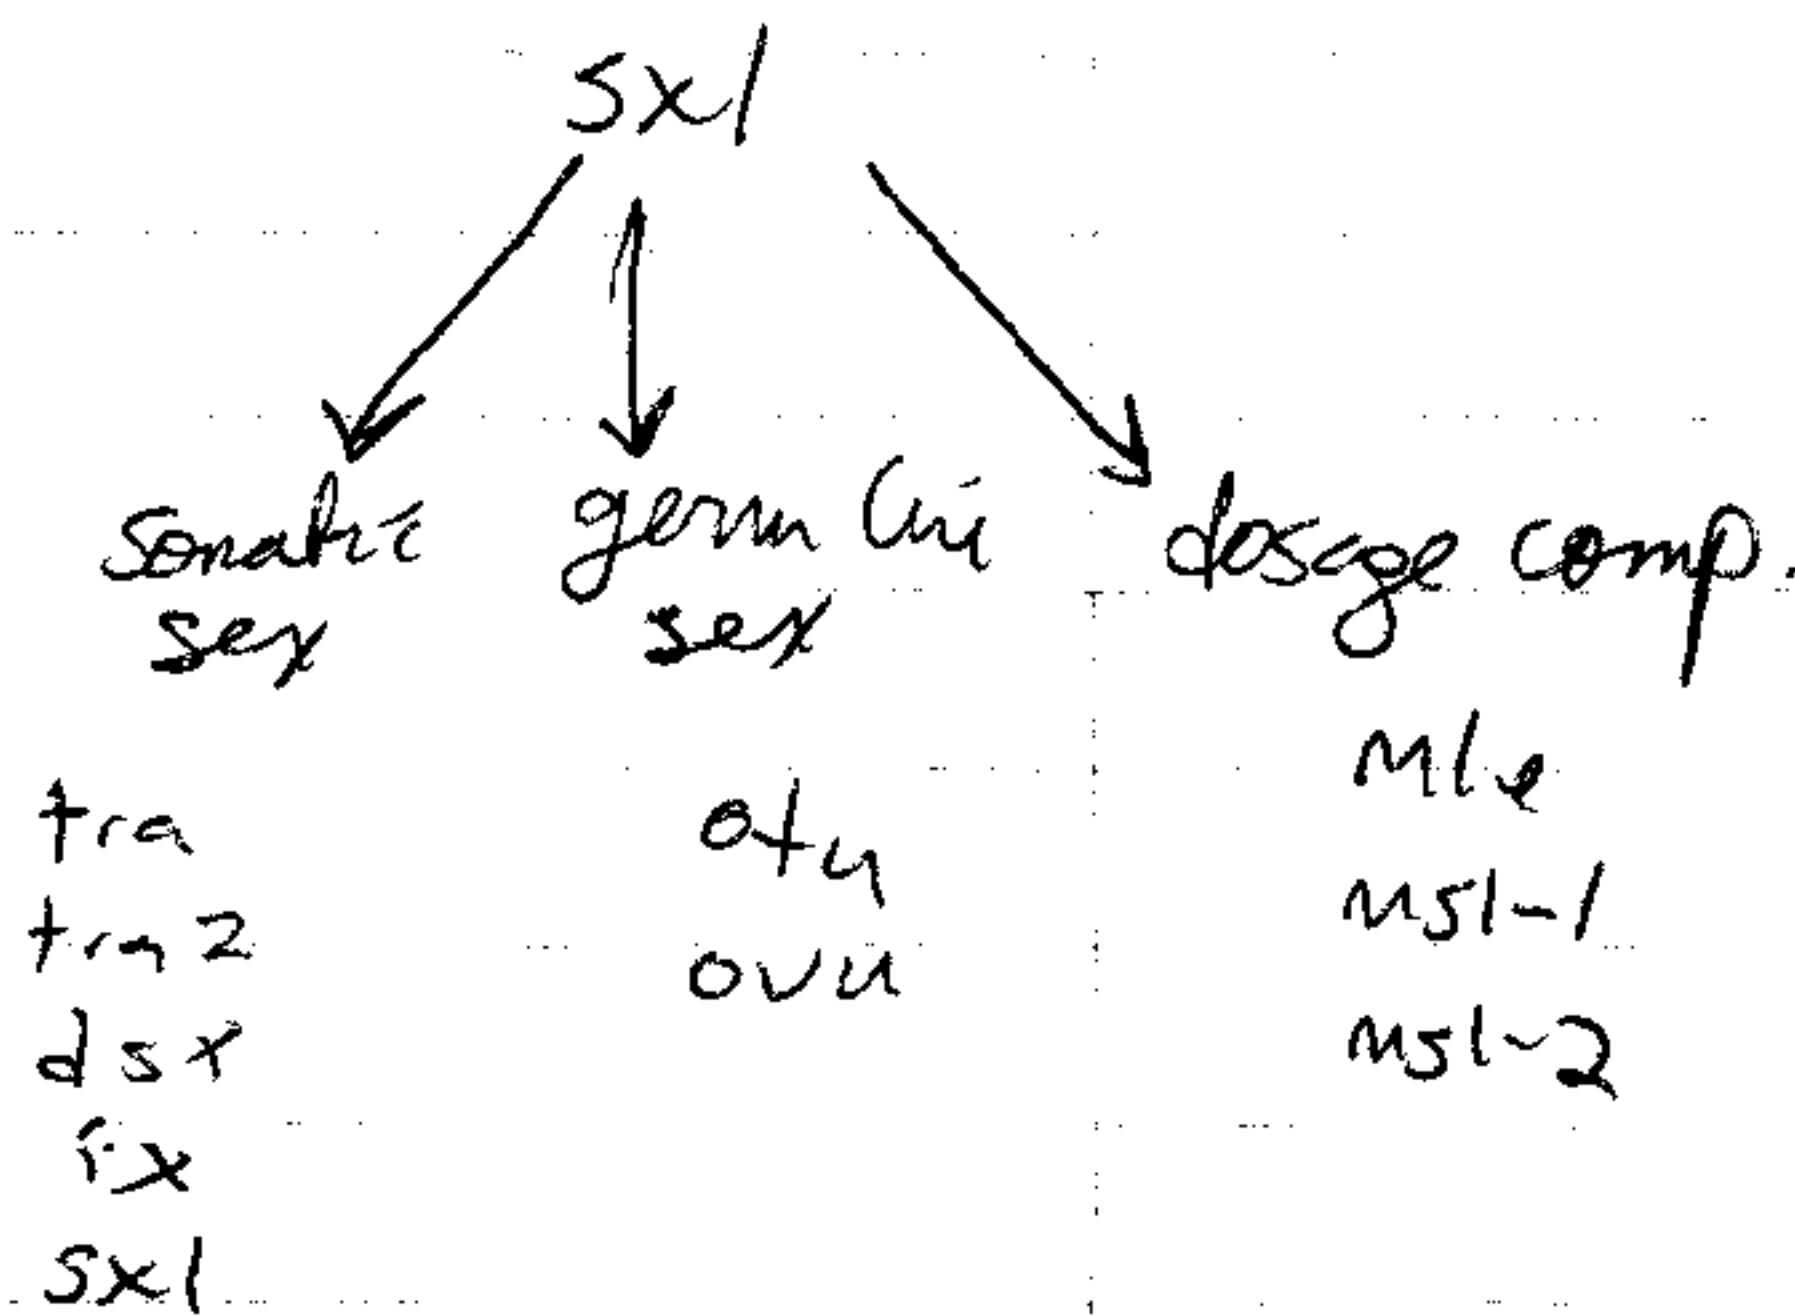 sxl
somatic germ line dosage comp.
sex sex
mle
tra otu
tra2 ovu msl-1
dsx msl-2
ix
sxl